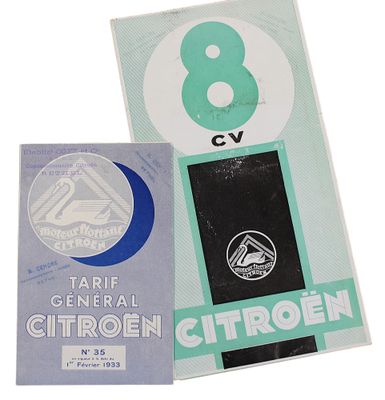 8
CV
moteur flottant
CITROËN
CITROËN
moteur flottant
CITROËN
TARIF
GÉNÉRAL
CITROËN
N° 35
1er Février 1933